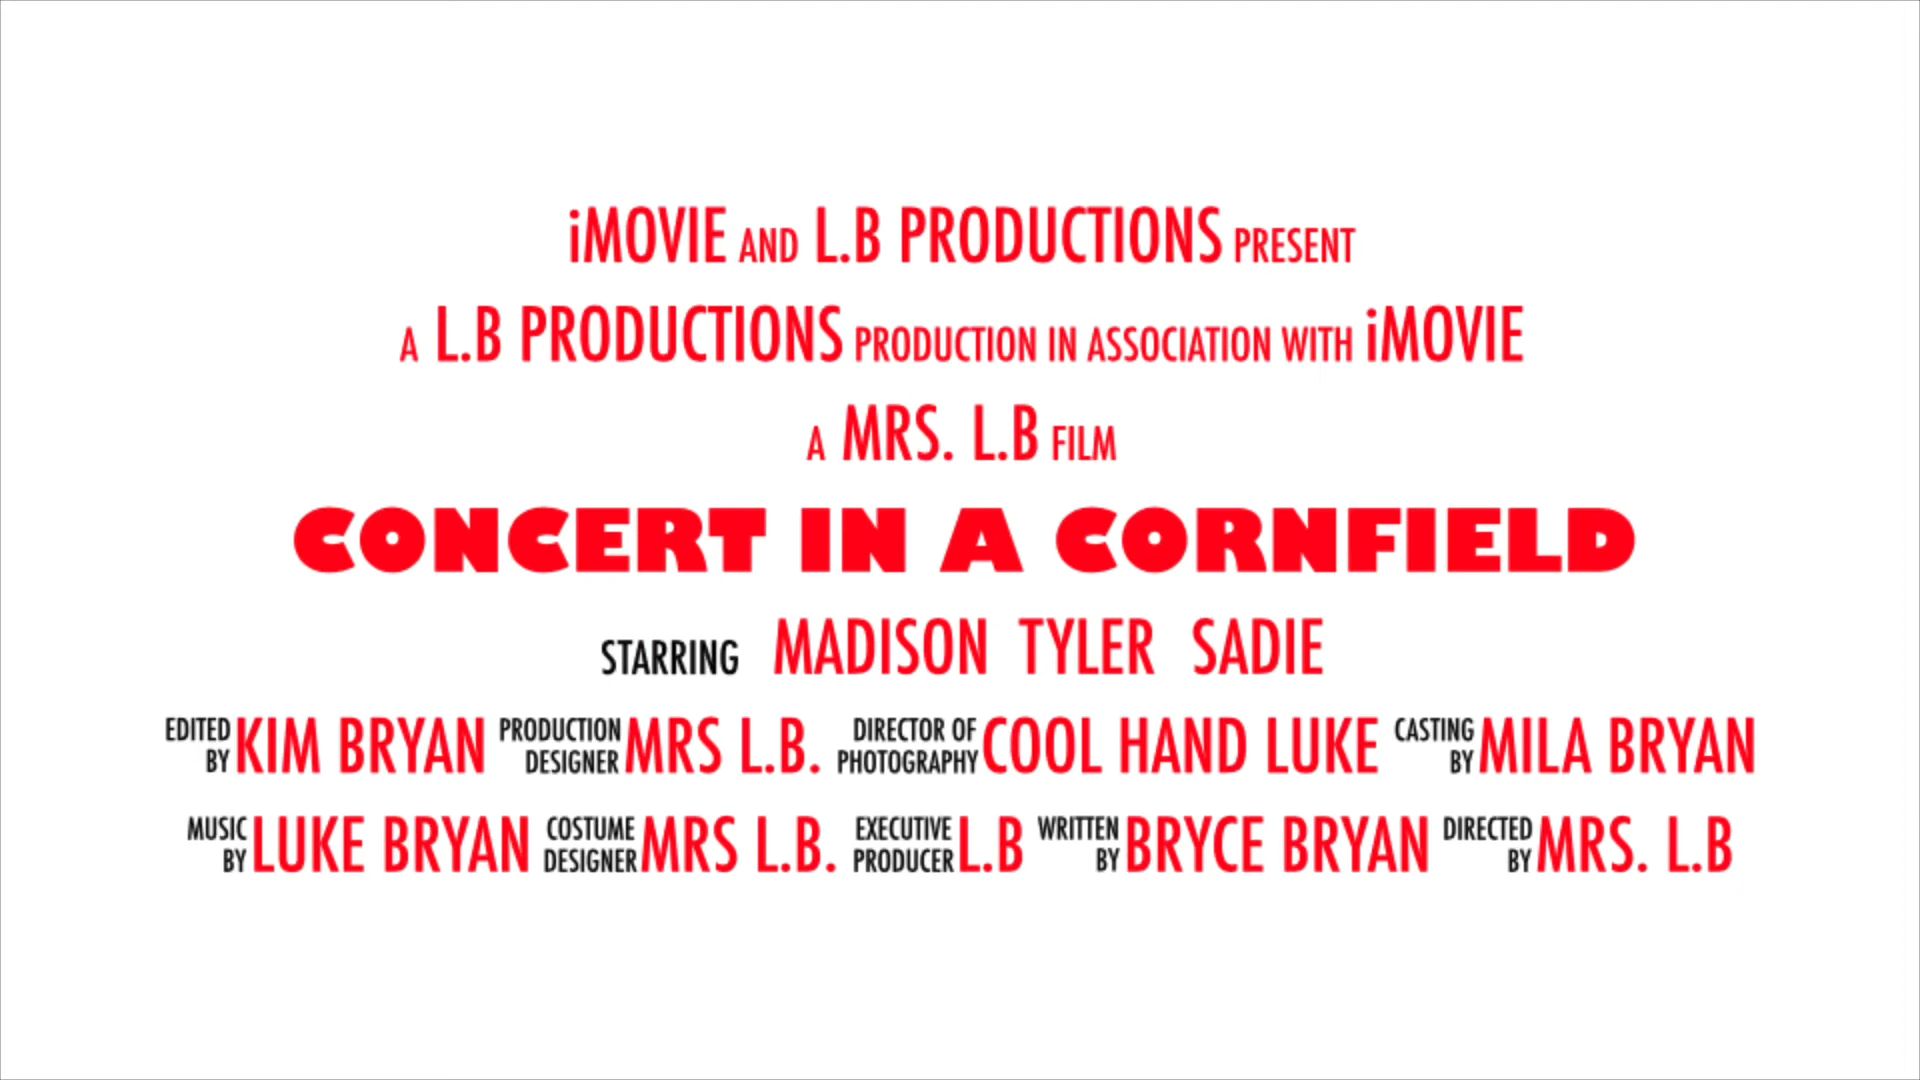 iMOVIE AND L.B PRODUCTIONS PRESENT
A L.B PRODUCTIONS PRODUCTION IN ASSOCIATION WITH iMOVIE
A MRS. L.B FILM
CONCERT IN A CORNFIELD
STARRING MADISON TYLER SADIE
EDITED BY KIM BRYAN PRODUCTION DESIGNER MRS L.B. DIRECTOR OF PHOTOGRAPHY COOL HAND LUKE CASTING BY MILA BRYAN
MUSIC BY LUKE BRYAN COSTUME DESIGNER MRS L.B. EXECUTIVE PRODUCER L.B WRITTEN BY BRYCE BRYAN DIRECTED BY MRS. L.B